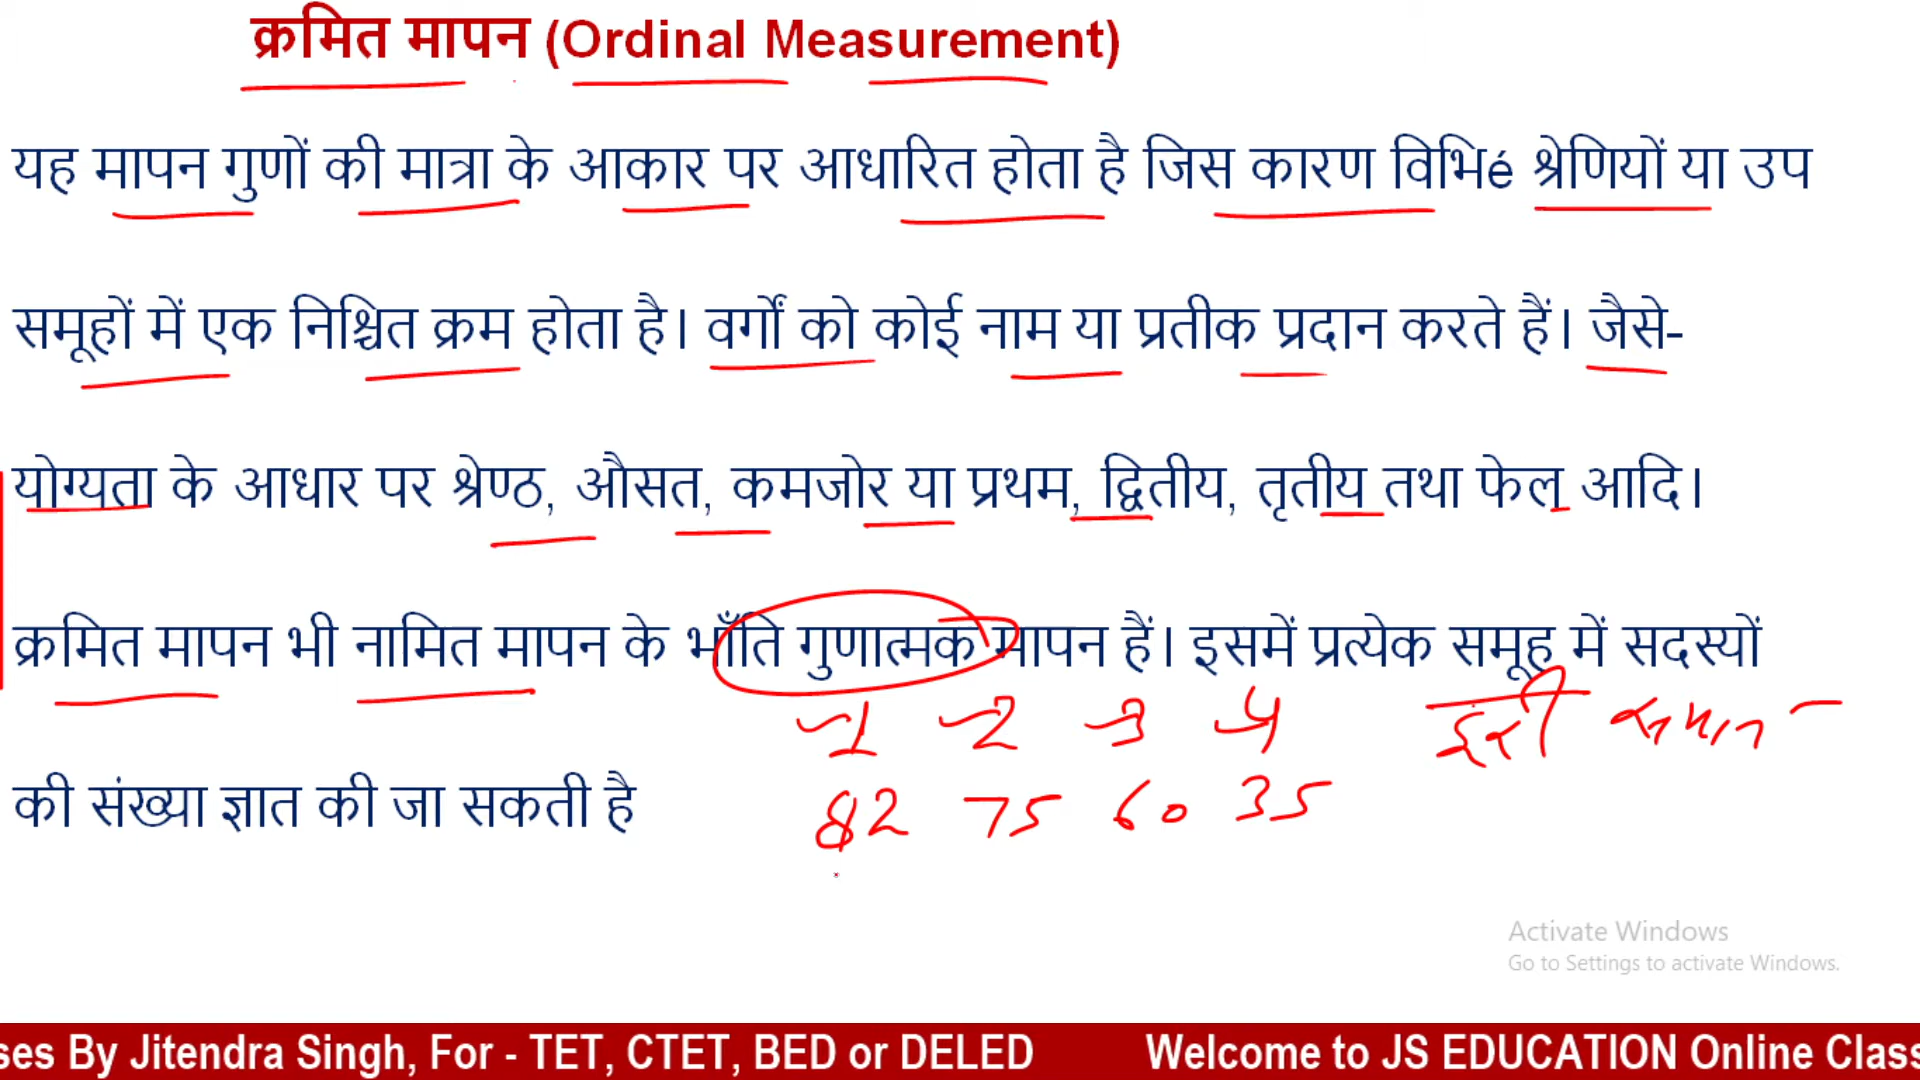 क्रमित मापन (Ordinal Measurement)
यह मापन गुणों की मात्रा के आकार पर आधारित होता है जिस कारण विभिé श्रेणियों या उप
समूहों में एक निश्चित क्रम होता है। वर्गों को कोई नाम या प्रतीक प्रदान करते हैं। जैसे-
योग्यता के आधार पर श्रेण्ठ, औसत, कमजोर या प्रथम, द्वितीय, तृतीय तथा फेल आदि।
क्रमित मापन भी नामित मापन के भाँति गुणात्मक मापन हैं। इसमें प्रत्येक समूह में सदस्यों
1 2 3 4 दूरी समान
की संख्या ज्ञात की जा सकती है
82 75 60 35
Activate Windows
Go to Settings to activate Windows.
ses By Jitendra Singh, For - TET, CTET, BED or DELED Welcome to JS EDUCATION Online Class